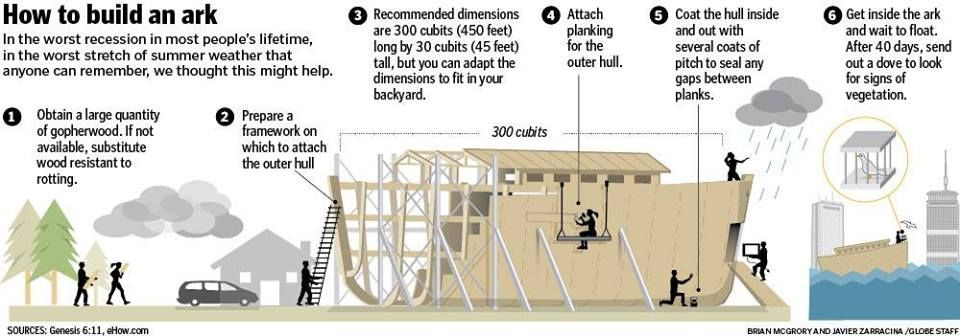 How to build an ark
In the worst recession in most people's lifetime,
in the worst stretch of summer weather that
anyone can remember, we thought this might help.
1 Obtain a large quantity
of gopherwood. If not
available, substitute
wood resistant to
rotting.
2 Prepare a
framework on
which to attach
the outer hull
3 Recommended dimensions
are 300 cubits (450 feet)
long by 30 cubits (45 feet)
tall, but you can adapt the
dimensions to fit in your
backyard.
4 Attach
planking
for the
outer hull.
5 Coat the hull inside
and out with
several coats of
pitch to seal any
gaps between
planks.
6 Get inside the ark
and wait to float.
After 40 days, send
out a dove to look
for signs of
vegetation.
300 cubits
SOURCES: Genesis 6:11, eHow.com
BRIAN MCGRORY AND JAVIER ZARRACINA /GLOBE STAFF